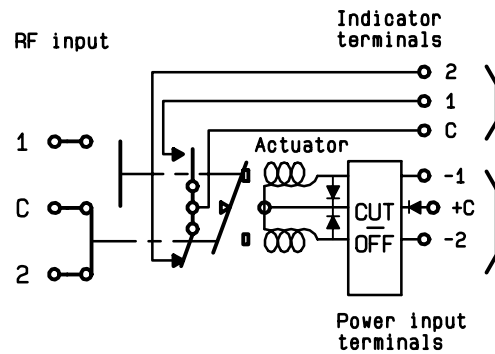 Indicator
terminals
RF input
2
1
C
Actuator
1
C
2
-1
+C
-2
CUT
OFF
Power input
terminals